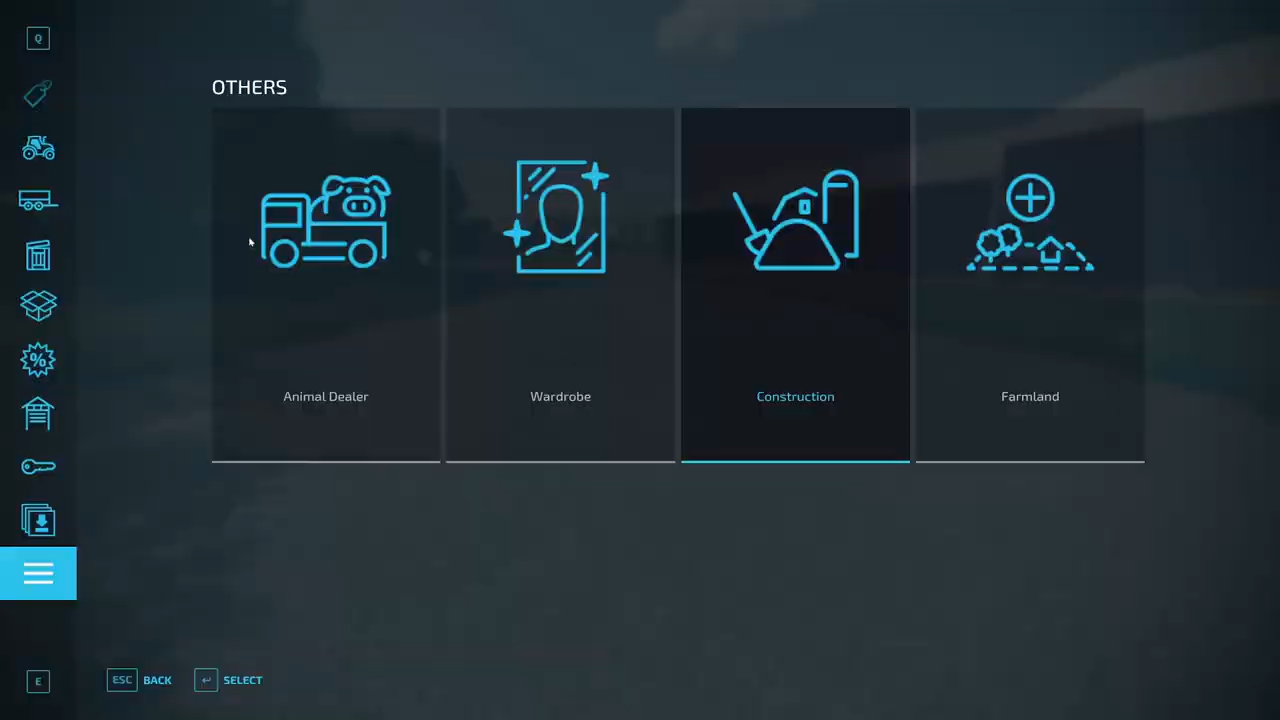 Q
OTHERS
Animal Dealer
Wardrobe
Construction
Farmland
%
E
ESC BACK
↵ SELECT